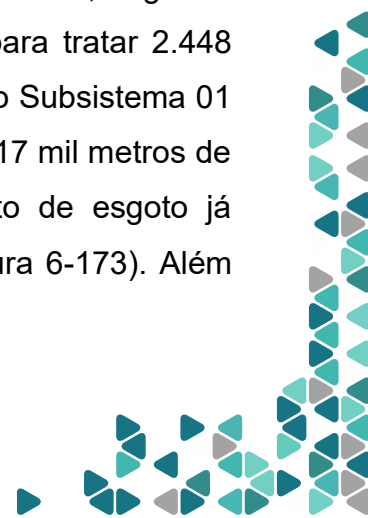 para tratar 2.448
o Subsistema 01
17 mil metros de
to de esgoto já
ura 6-173). Além